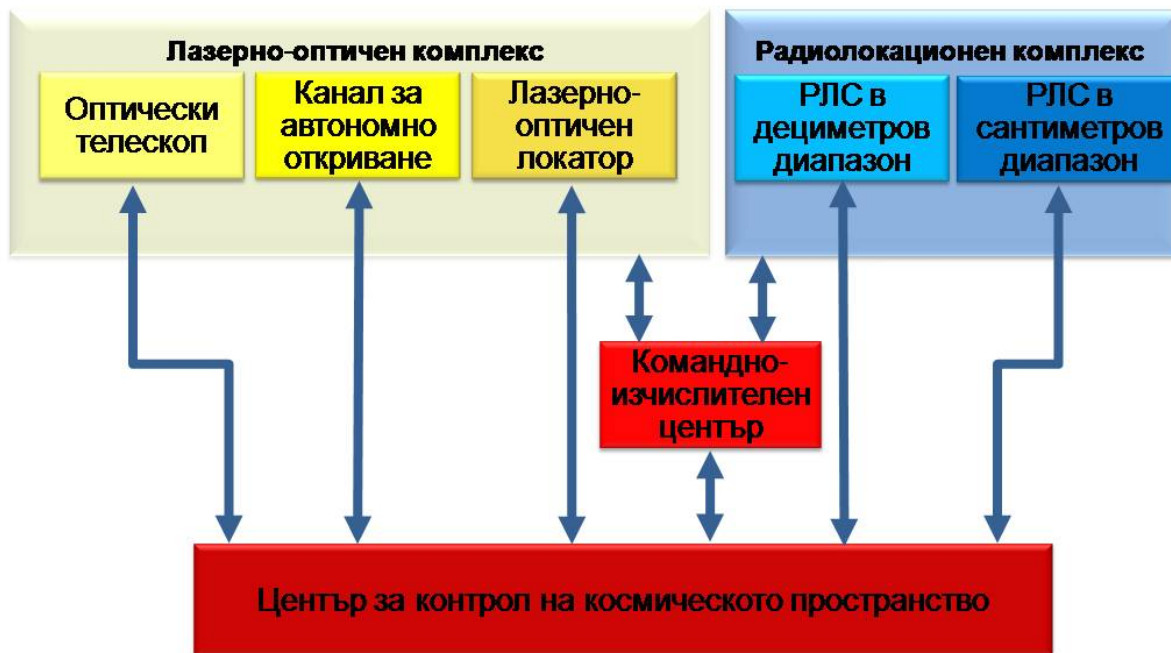 Лазерно-оптичен комплекс
Оптически
телескоп
Канал за
автономно
откриване
Лазерно-
оптичен
локатор
Радиолокационен комплекс
РЛС в
дециметров
диапазон
РЛС в
сантиметров
диапазон
Командно-
изчислителен
център
Център за контрол на космическото пространство